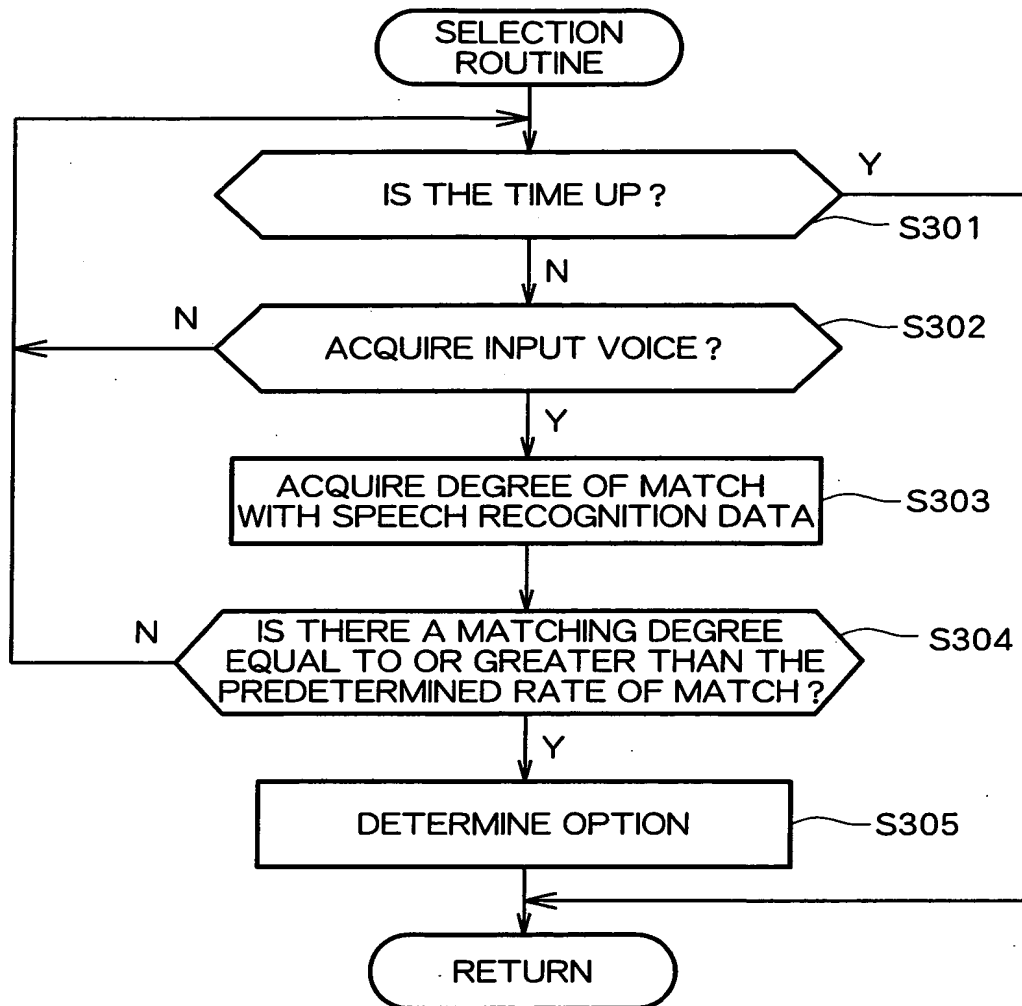 SELECTION
ROUTINE
IS THE TIME UP?
Y
S301
N
N
ACQUIRE INPUT VOICE?
S302
Y
ACQUIRE DEGREE OF MATCH
WITH SPEECH RECOGNITION DATA
S303
N
IS THERE A MATCHING DEGREE
EQUAL TO OR GREATER THAN THE
PREDETERMINED RATE OF MATCH?
S304
Y
DETERMINE OPTION
S305
RETURN